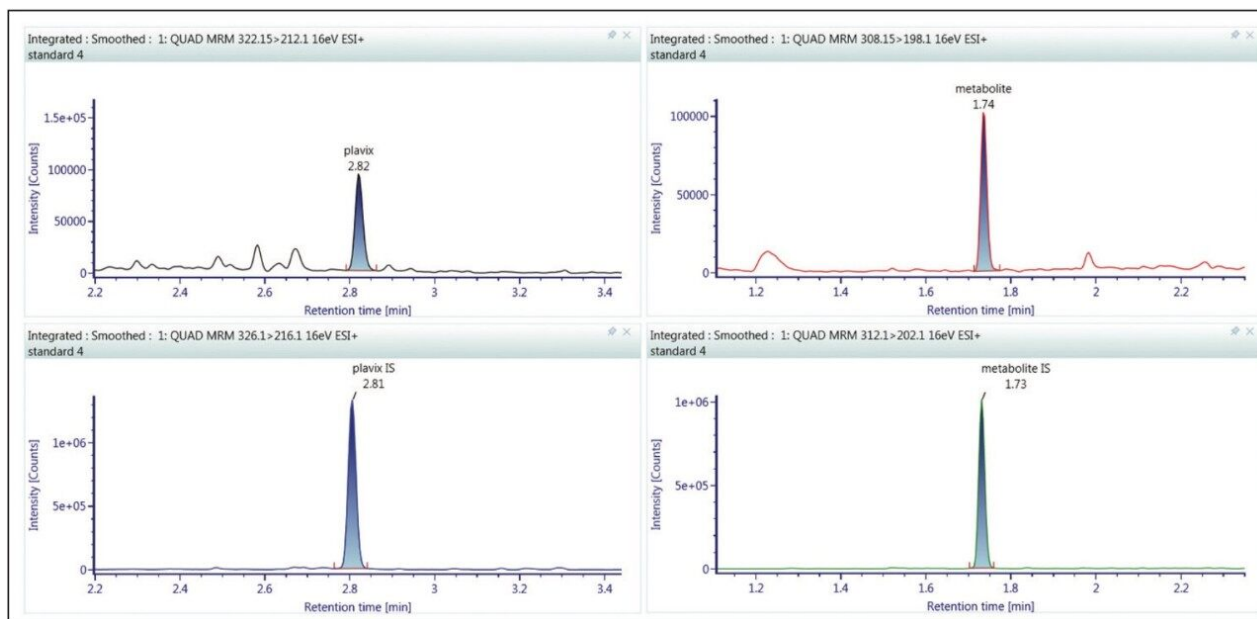 Integrated : Smoothed : 1: QUAD MRM 322.15>212.1 16eV ESI+
standard 4
1.5e+05
100000
50000
0
Intensity [Counts]
plavix
2.82
2.2 2.4 2.6 2.8 3 3.2 3.4
Retention time [min]
Integrated : Smoothed : 1: QUAD MRM 308.15>198.1 16eV ESI+
standard 4
100000
50000
0
Intensity [Counts]
metabolite
1.74
1.2 1.4 1.6 1.8 2 2.2
Retention time [min]
Integrated : Smoothed : 1: QUAD MRM 326.1>216.1 16eV ESI+
standard 4
1e+06
5e+05
0
Intensity [Counts]
plavix IS
2.81
2.2 2.4 2.6 2.8 3 3.2 3.4
Retention time [min]
Integrated : Smoothed : 1: QUAD MRM 312.1>202.1 16eV ESI+
standard 4
1e+06
5e+05
0
Intensity [Counts]
metabolite IS
1.73
1.2 1.4 1.6 1.8 2 2.2
Retention time [min]